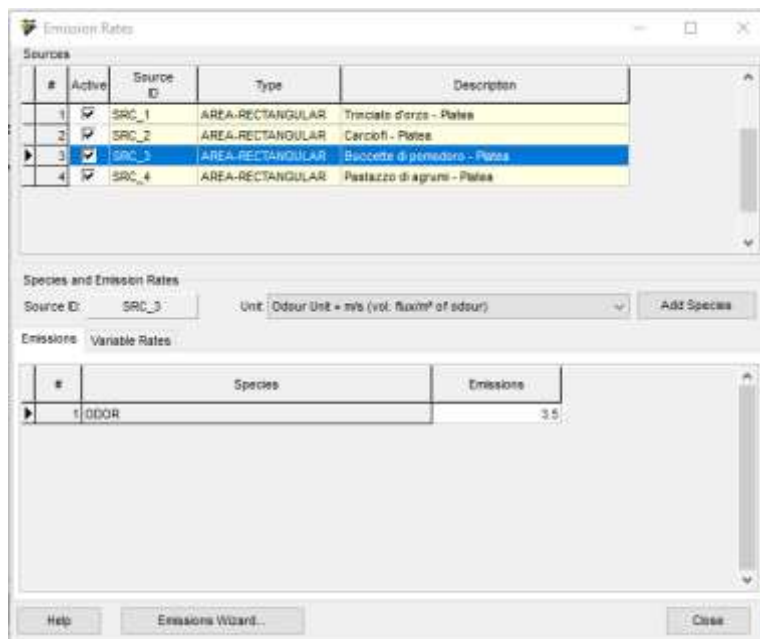 Emission Rates
Sources
# Active Source ID Type Description
1 SRC_1 AREA-RECTANGULAR Trinciato d'orzo - Platea
2 SRC_2 AREA-RECTANGULAR Carciofi - Platea
3 SRC_3 AREA-RECTANGULAR Buccette di pomodoro - Platea
4 SRC_4 AREA-RECTANGULAR Pastazzo di agrumi - Platea
Species and Emission Rates
Source ID: SRC_3 Unit: Odour Unit = m/s (vol. flux/m² of odour) Add Species
Emissions Variable Rates
# Species Emissions
1 ODOR 3.5
Help Emissions Wizard... Close